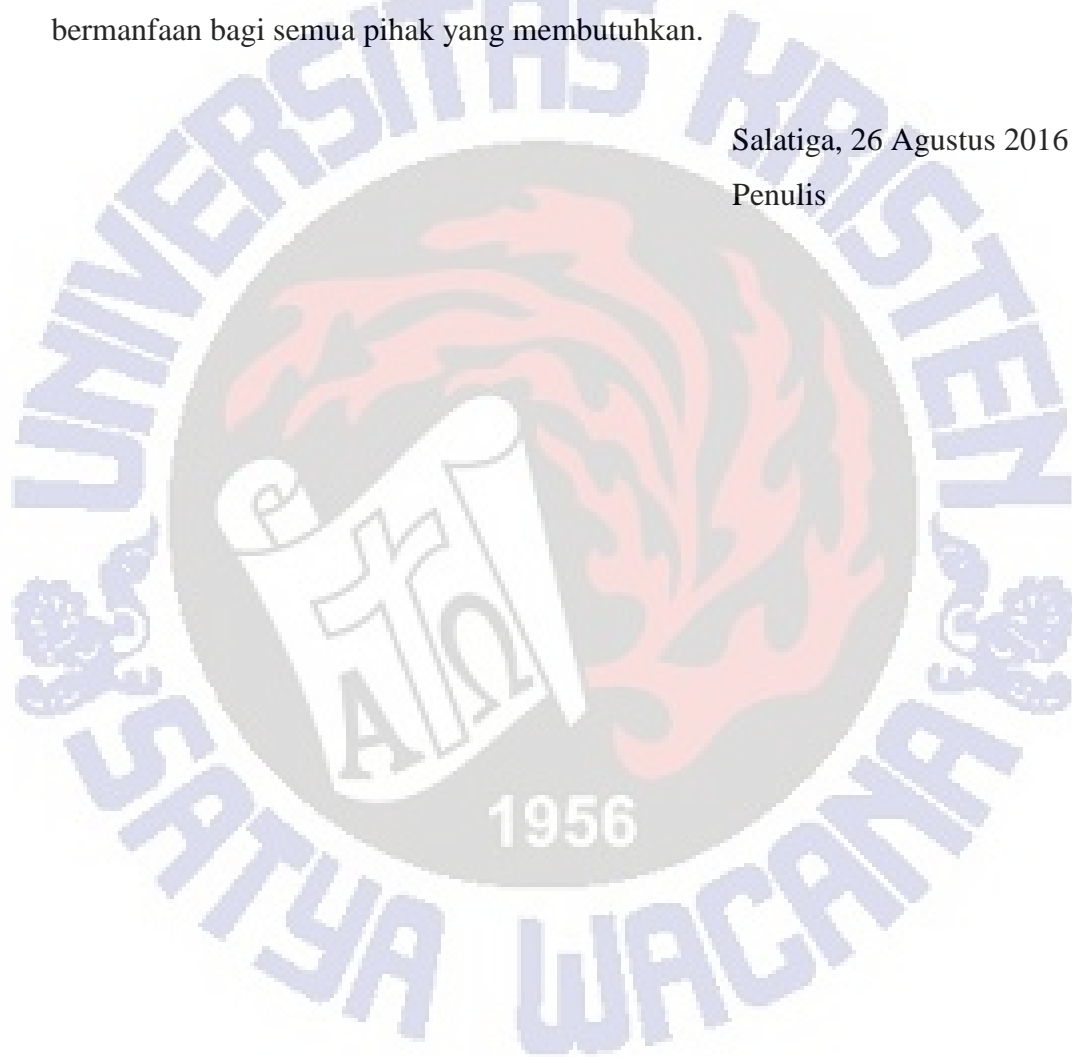 bermanfaan bagi semua pihak yang membutuhkan.
Salatiga, 26 Agustus 2016
Penulis
UNIVERSITAS KRISTEN
SATYA WACANA
A Ω
1956